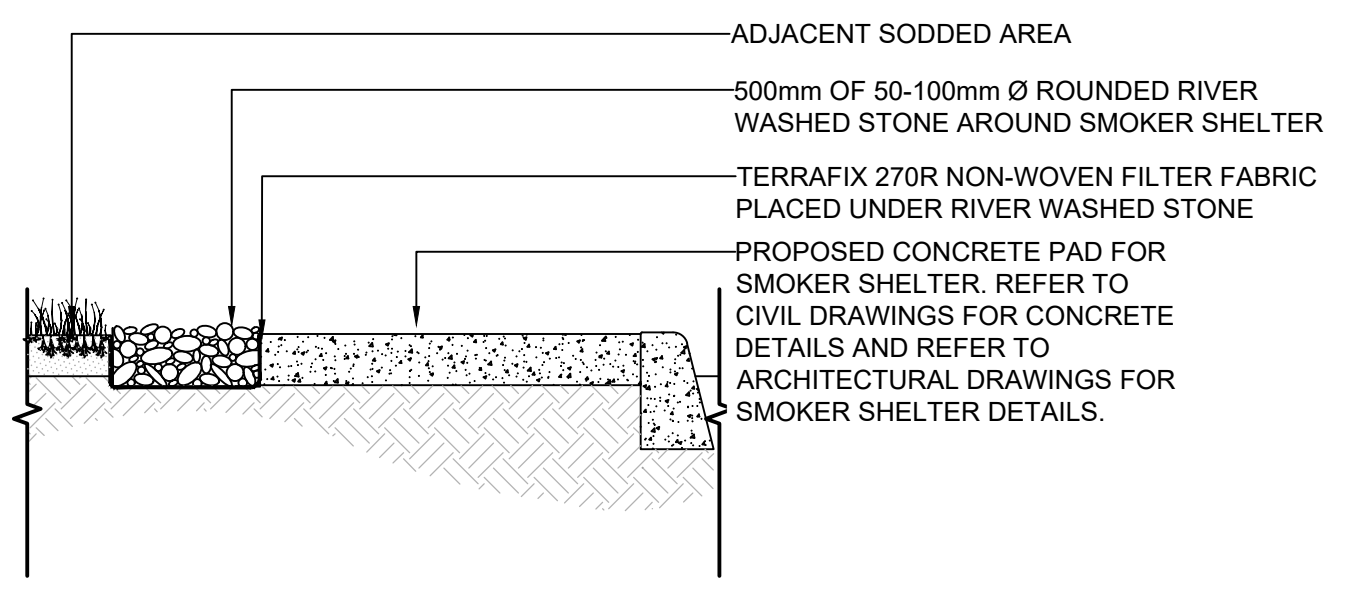 ADJACENT SODDED AREA
500mm OF 50-100mm Ø ROUNDED RIVER
WASHED STONE AROUND SMOKER SHELTER
TERRAFIX 270R NON-WOVEN FILTER FABRIC
PLACED UNDER RIVER WASHED STONE
PROPOSED CONCRETE PAD FOR
SMOKER SHELTER. REFER TO
CIVIL DRAWINGS FOR CONCRETE
DETAILS AND REFER TO
ARCHITECTURAL DRAWINGS FOR
SMOKER SHELTER DETAILS.